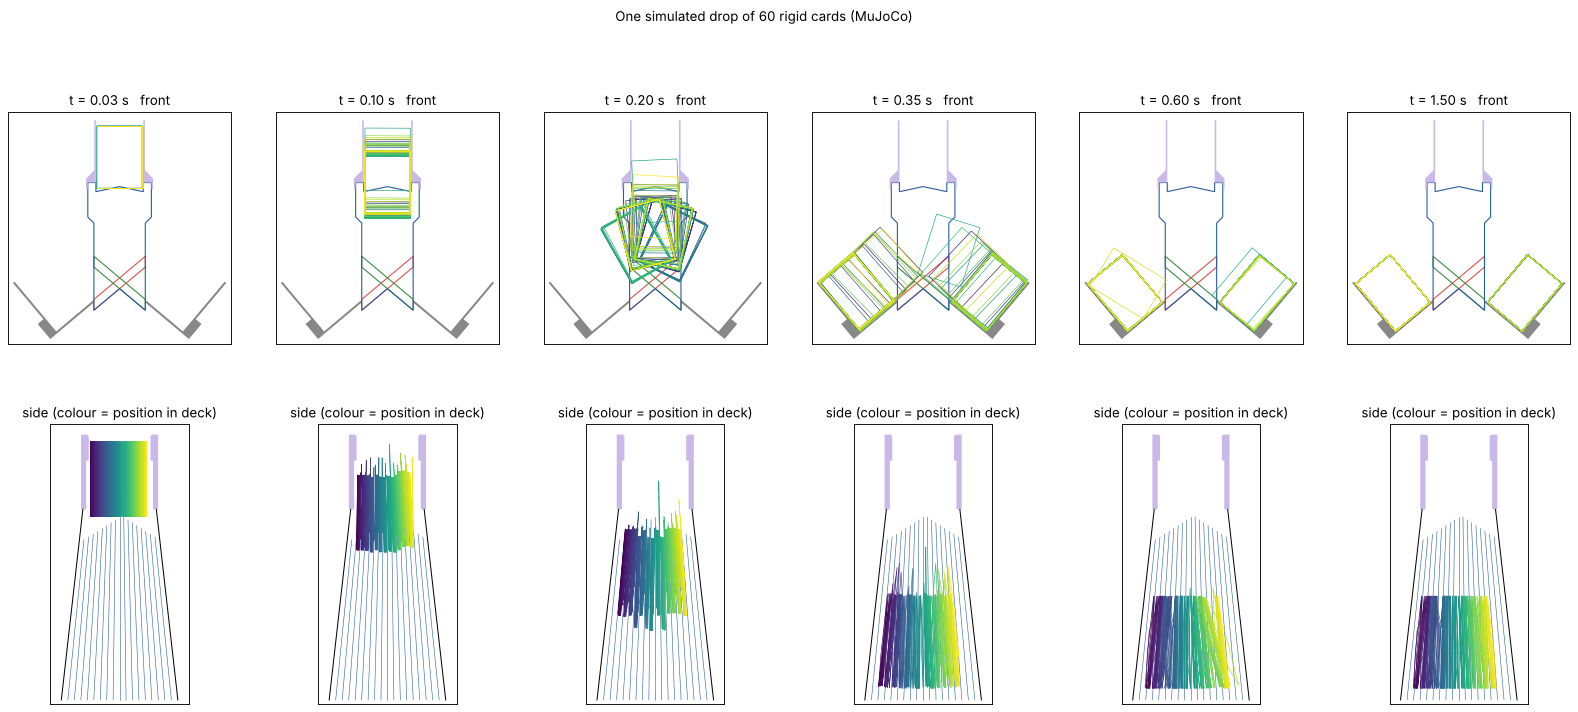 One simulated drop of 60 rigid cards (MuJoCo)
t = 0.03 s front
t = 0.10 s front
t = 0.20 s front
t = 0.35 s front
t = 0.60 s front
t = 1.50 s front
side (colour = position in deck)
side (colour = position in deck)
side (colour = position in deck)
side (colour = position in deck)
side (colour = position in deck)
side (colour = position in deck)